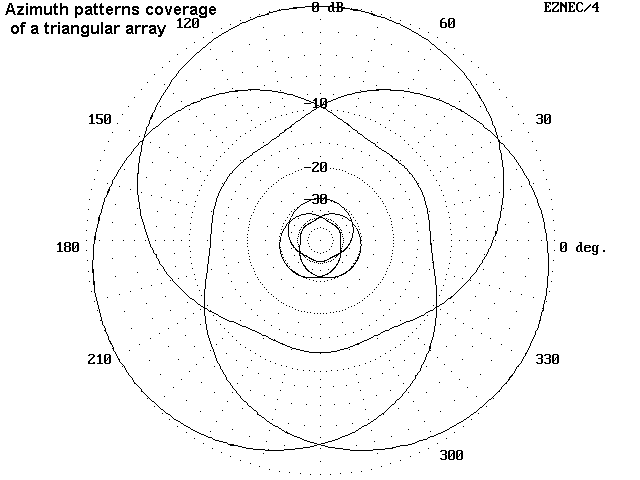 Azimuth patterns coverage
of a triangular array
0 dB
EZNEC/4
120
60
-10
150
30
-20
-30
180
0 deg.
210
330
300